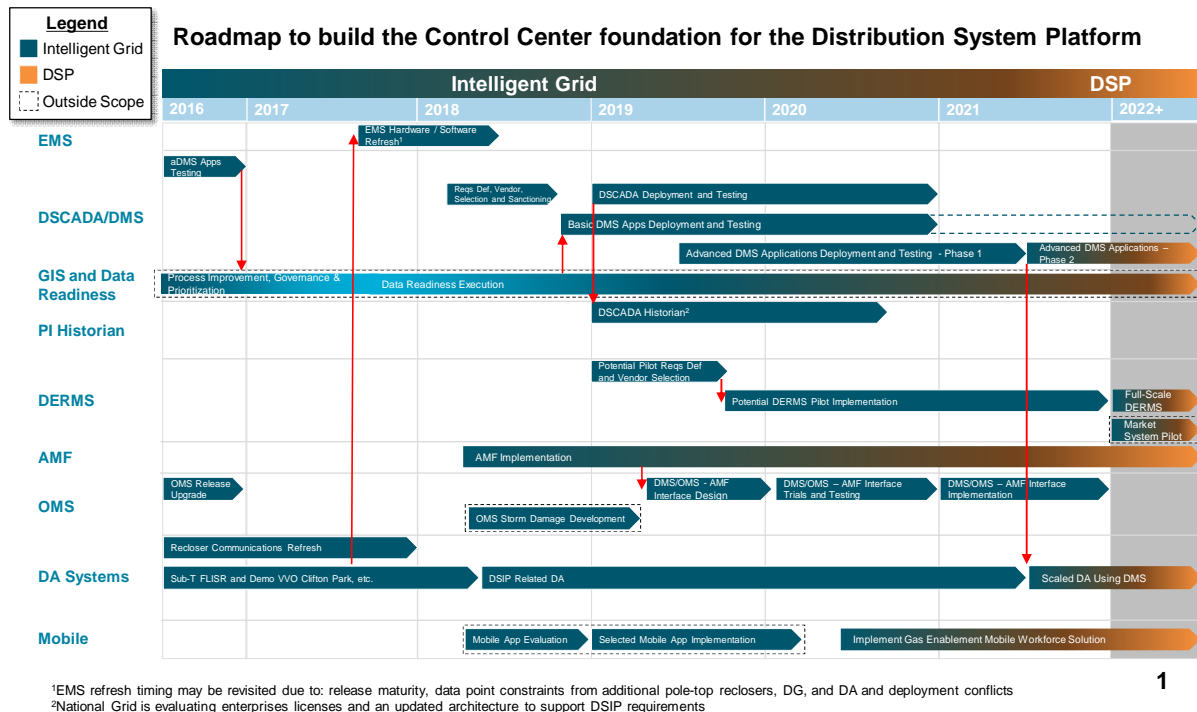 Legend
Intelligent Grid
DSP
Outside Scope
Roadmap to build the Control Center foundation for the Distribution System Platform
Intelligent Grid
DSP
2016
2017
2018
2019
2020
2021
2022+
EMS
EMS Hardware / Software
Refresh¹
aDMS Apps
Testing
DSCADA/DMS
Reqs Def, Vendor,
Selection and Sanctioning
DSCADA Deployment and Testing
Basic DMS Apps Deployment and Testing
Advanced DMS Applications Deployment and Testing - Phase 1
Advanced DMS Applications –
Phase 2
GIS and Data
Readiness
Process Improvement, Governance &
Prioritization
Data Readiness Execution
PI Historian
DSCADA Historian²
DERMS
Potential Pilot Reqs Def
and Vendor Selection
Potential DERMS Pilot Implementation
Full-Scale
DERMS
Market
System Pilot
AMF
AMF Implementation
OMS
OMS Release
Upgrade
DMS/OMS - AMF
Interface Design
DMS/OMS – AMF Interface
Trials and Testing
DMS/OMS – AMF Interface
Implementation
OMS Storm Damage Development
DA Systems
Recloser Communications Refresh
Sub-T FLISR and Demo VVO Clifton Park, etc.
DSIP Related DA
Scaled DA Using DMS
Mobile
Mobile App Evaluation
Selected Mobile App Implementation
Implement Gas Enablement Mobile Workforce Solution
¹EMS refresh timing may be revisited due to: release maturity, data point constraints from additional pole-top reclosers, DG, and DA and deployment conflicts
²National Grid is evaluating enterprises licenses and an updated architecture to support DSIP requirements
1